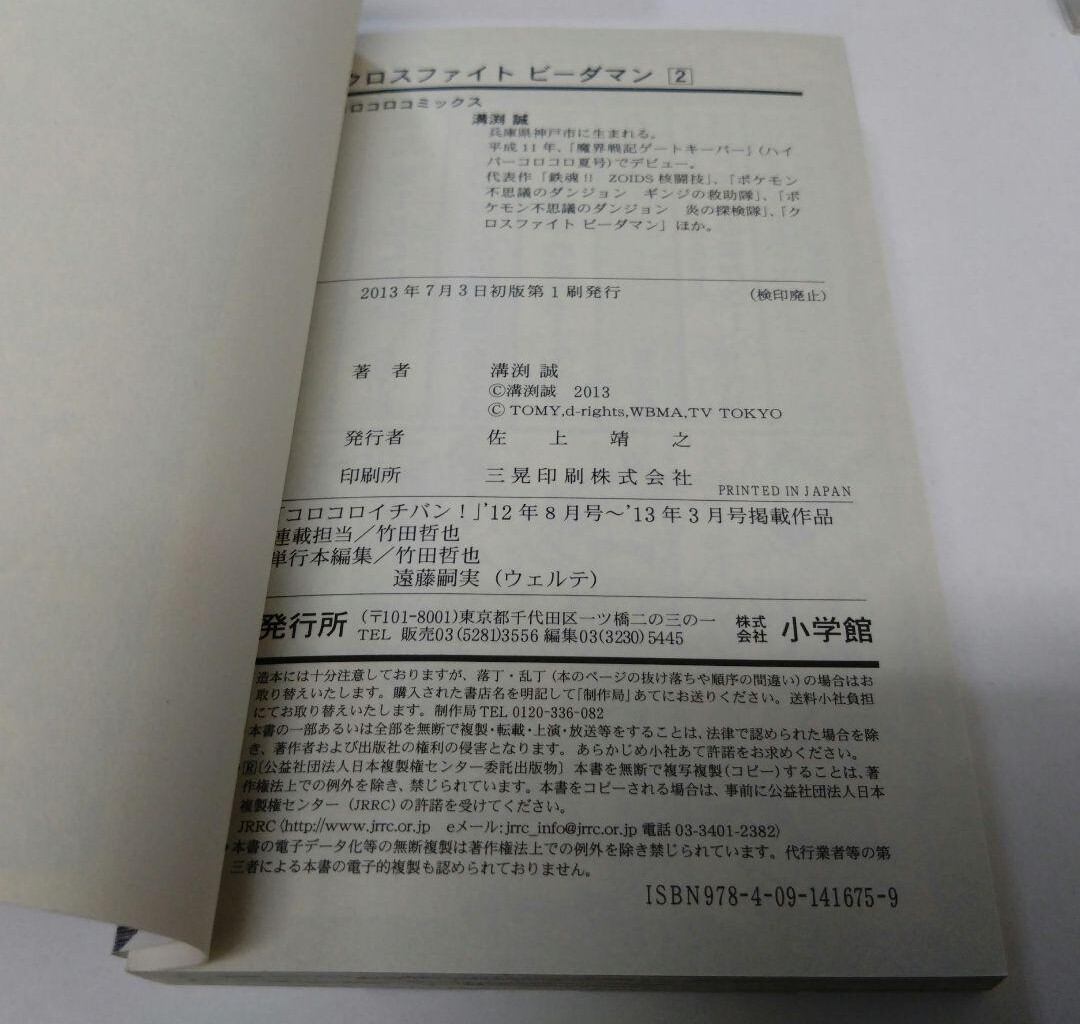 クロスファイト ビーダマン 2
コロコロコミックス
溝渕 誠
兵庫県神戸市に生まれる。
平成11年、「魔界戦記ゲートキーパー」（ハイ
パーコロコロ夏号）でデビュー。
代表作「鉄魂!! ZOIDS核闘技」、「ポケモン
不思議のダンジョン ギンジの救助隊」、「ポ
ケモン不思議のダンジョン 炎の探検隊」、「ク
ロスファイト ビーダマン」ほか。
2013年7月3日初版第1刷発行 （検印廃止）
著者 溝渕 誠
©溝渕誠 2013
© TOMY,d-rights,WBMA,TV TOKYO
発行者 佐上靖之
印刷所 三晃印刷株式会社
PRINTED IN JAPAN
「コロコロイチバン！」'12年8月号～'13年3月号掲載作品
連載担当／竹田哲也
単行本編集／竹田哲也
遠藤嗣実（ウェルテ）
発行所 （〒101-8001）東京都千代田区一ツ橋二の三の一 株式会社 小学館
TEL 販売03(5281)3556 編集03(3230)5445
造本には十分注意しておりますが、落丁・乱丁（本のページの抜け落ちや順序の間違い）の場合はお
取り替えいたします。購入された書店名を明記して「制作局」あてにお送りください。送料小社負担
にてお取り替えいたします。制作局TEL 0120-336-082
本書の一部あるいは全部を無断で複製・転載・上演・放送等をすることは、法律で認められた場合を除
き、著作者および出版社の権利の侵害となります。あらかじめ小社あて許諾をお求めください。
Ⓡ〔公益社団法人日本複製権センター委託出版物〕本書を無断で複写複製（コピー）することは、著
作権法上での例外を除き、禁じられています。本書をコピーされる場合は、事前に公益社団法人日本
複製権センター（JRRC）の許諾を受けてください。
JRRC〈http://www.jrrc.or.jp eメール:jrrc_info@jrrc.or.jp 電話 03-3401-2382〉
・本書の電子データ化等の無断複製は著作権法上での例外を除き禁じられています。代行業者等の第
三者による本書の電子的複製も認められておりません。
ISBN978-4-09-141675-9